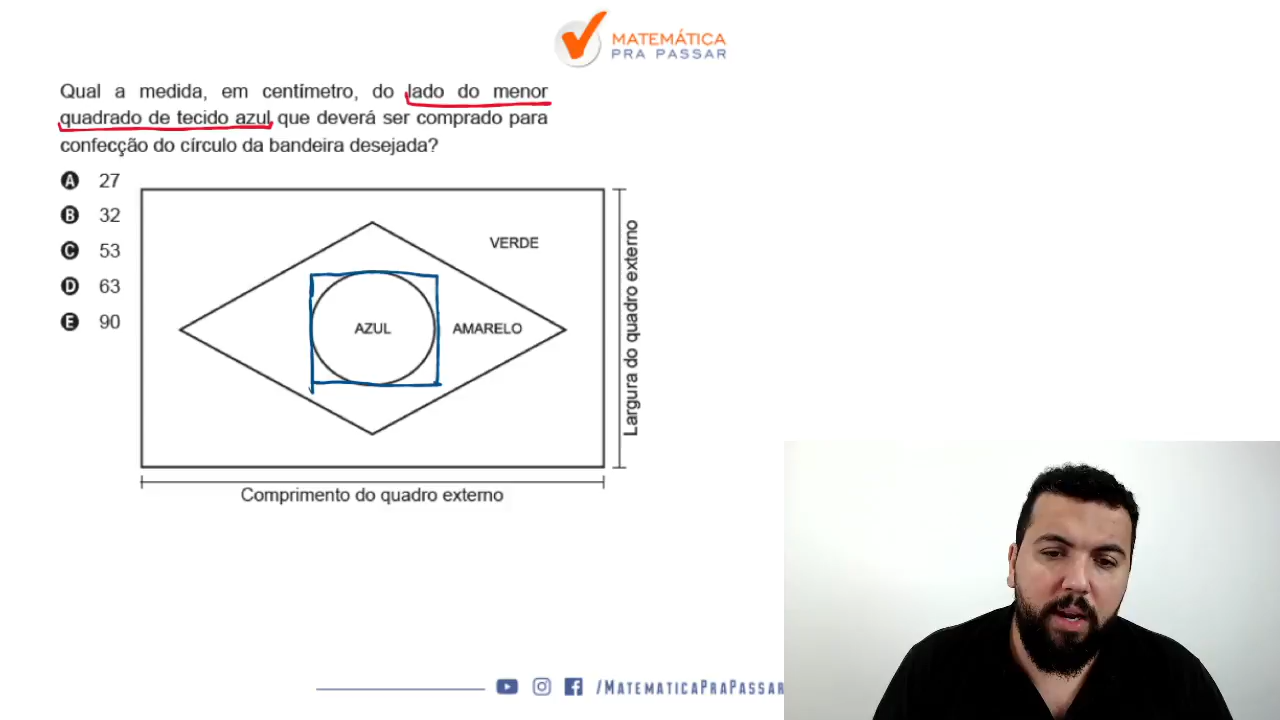 MATEMÁTICA
PRA PASSAR
Qual a medida, em centímetro, do lado do menor
quadrado de tecido azul que deverá ser comprado para
confecção do círculo da bandeira desejada?
A 27
B 32
C 53
D 63
E 90
VERDE
AZUL
AMARELO
Largura do quadro externo
Comprimento do quadro externo
/MATEMATICAPRAPASSAR